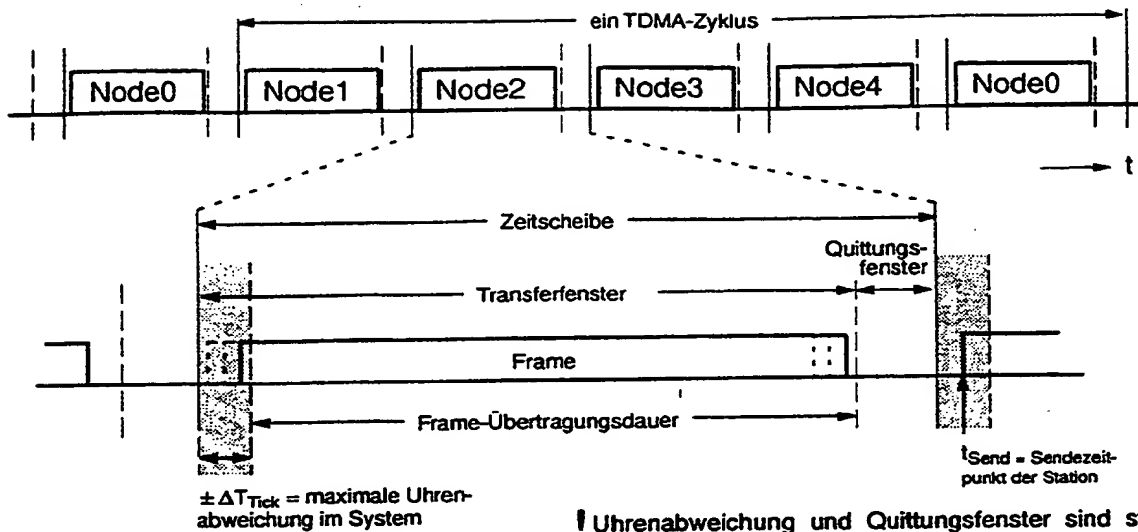 ein TDMA-Zyklus
Node0 Node1 Node2 Node3 Node4 Node0
t
Zeitscheibe
Quittungs-
fenster
Transferfenster
Frame
Frame-Übertragungsdauer
tSend = Sendezeit-
punkt der Station
± ΔTTick = maximale Uhren-
abweichung im System
Uhrenabweichung und Quittungsfenster sind s